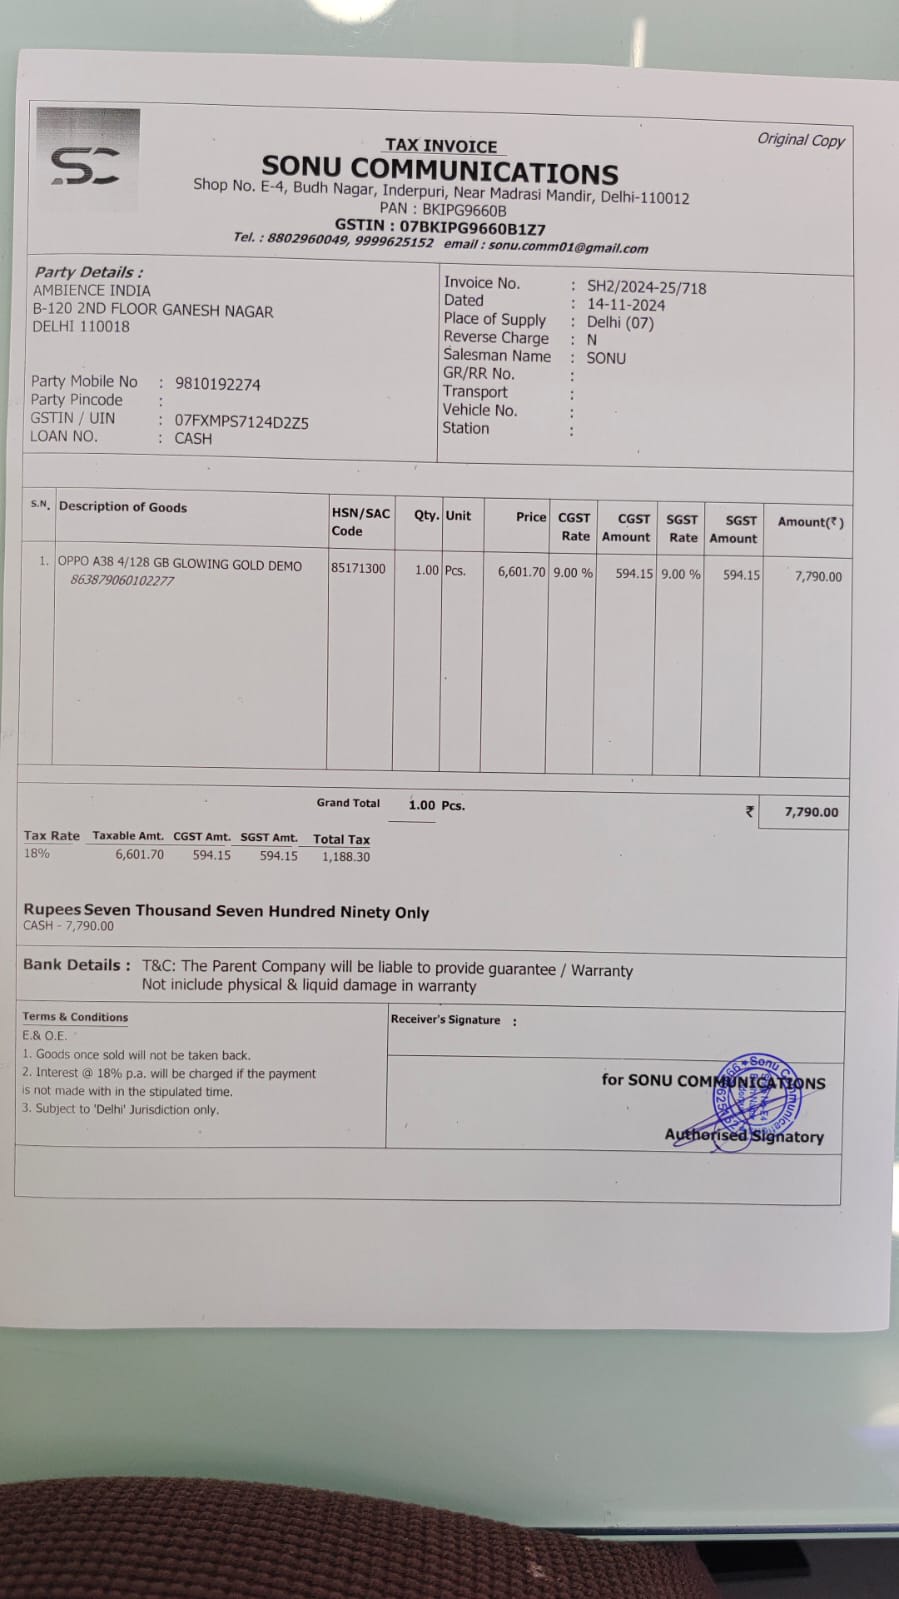 Original Copy
SC
TAX INVOICE
SONU COMMUNICATIONS
Shop No. E-4, Budh Nagar, Inderpuri, Near Madrasi Mandir, Delhi-110012
PAN : BKIPG9660B
GSTIN : 07BKIPG9660B1Z7
Tel. : 8802960049, 9999625152 email : sonu.comm01@gmail.com
Party Details :
AMBIENCE INDIA
B-120 2ND FLOOR GANESH NAGAR
DELHI 110018
Party Mobile No : 9810192274
Party Pincode :
GSTIN / UIN : 07FXMPS7124D2Z5
LOAN NO. : CASH
Invoice No. : SH2/2024-25/718
Dated : 14-11-2024
Place of Supply : Delhi (07)
Reverse Charge : N
Salesman Name : SONU
GR/RR No. :
Transport :
Vehicle No. :
Station :
S.N. Description of Goods HSN/SAC Code Qty. Unit Price CGST Rate CGST Amount SGST Rate SGST Amount Amount(₹)
1. OPPO A38 4/128 GB GLOWING GOLD DEMO 85171300 1.00 Pcs. 6,601.70 9.00 % 594.15 9.00 % 594.15 7,790.00
863879060102277
Grand Total 1.00 Pcs. ₹ 7,790.00
Tax Rate Taxable Amt. CGST Amt. SGST Amt. Total Tax
18% 6,601.70 594.15 594.15 1,188.30
Rupees Seven Thousand Seven Hundred Ninety Only
CASH - 7,790.00
Bank Details : T&C: The Parent Company will be liable to provide guarantee / Warranty
Not iniclude physical & liquid damage in warranty
Terms & Conditions
E.& O.E.
1. Goods once sold will not be taken back.
2. Interest @ 18% p.a. will be charged if the payment
is not made with in the stipulated time.
3. Subject to 'Delhi' Jurisdiction only.
Receiver's Signature :
for SONU COMMUNICATIONS
Sonu Communication
Authorised Signatory